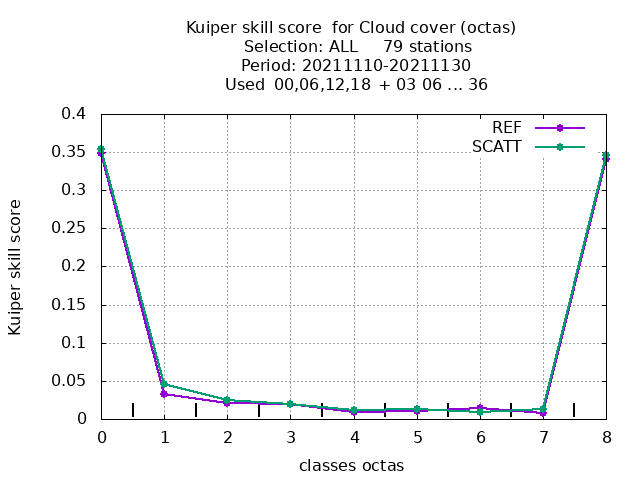 Kuiper skill score  for Cloud cover (octas)
Selection: ALL     79 stations
Period: 20211110-20211130
Used  00,06,12,18  + 03 06 ... 36
REF
SCATT
0.4
0.35
0.3
0.25
0.2
0.15
0.1
0.05
0
Kuiper skill score
0 1 2 3 4 5 6 7 8
classes octas